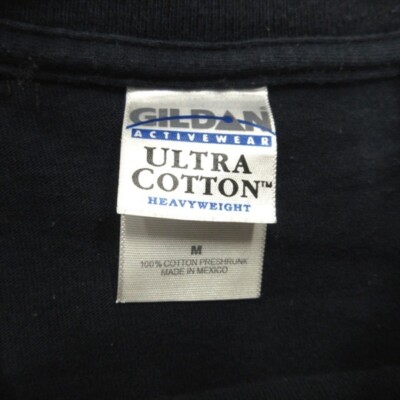 GILDAN
ACTIVEWEAR
ULTRA
COTTON™
HEAVYWEIGHT
M
100% COTTON PRESHRUNK
MADE IN MEXICO